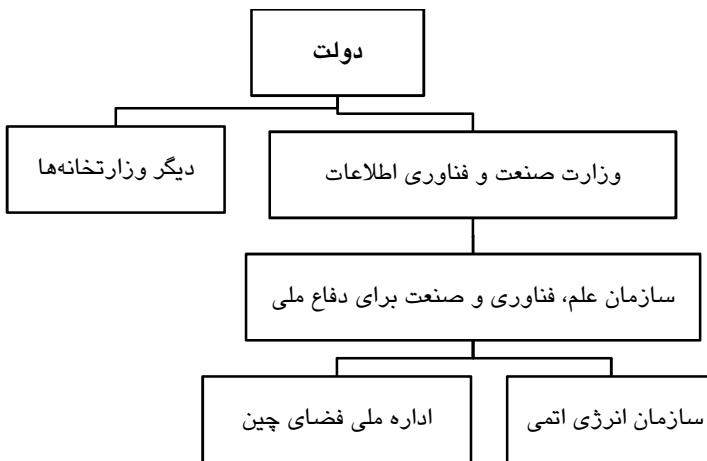 دولت
وزارت صنعت و فناوری اطلاعات
دیگر وزارتخانه‌ها
سازمان علم، فناوری و صنعت برای دفاع ملی
سازمان انرژی اتمی
اداره ملی فضای چین